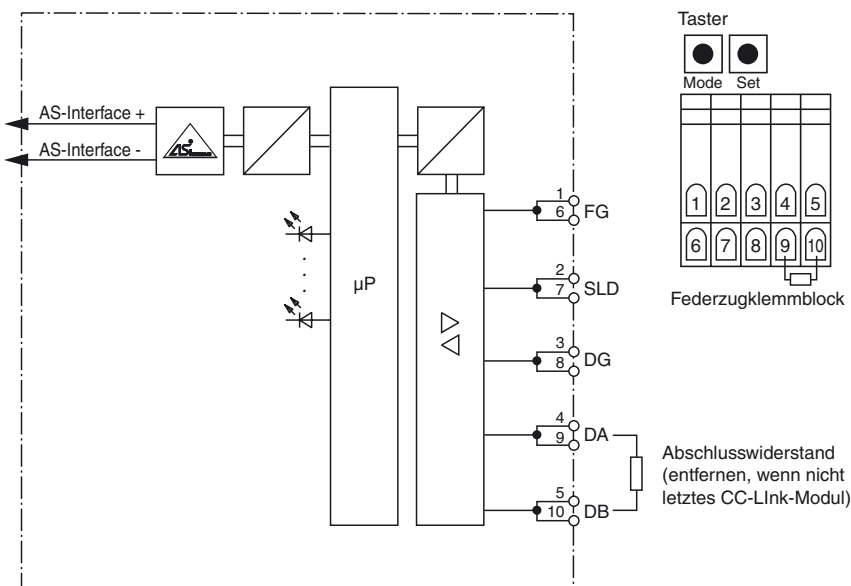 Taster
Mode Set
AS-Interface +
AS-Interface -
1
6 FG
2
7 SLD
3
8 DG
4
9 DA
5
10 DB
µP
1 2 3 4 5
6 7 8 9 10
Federzugklemmblock
Abschlusswiderstand
(entfernen, wenn nicht
letztes CC-LInk-Modul)